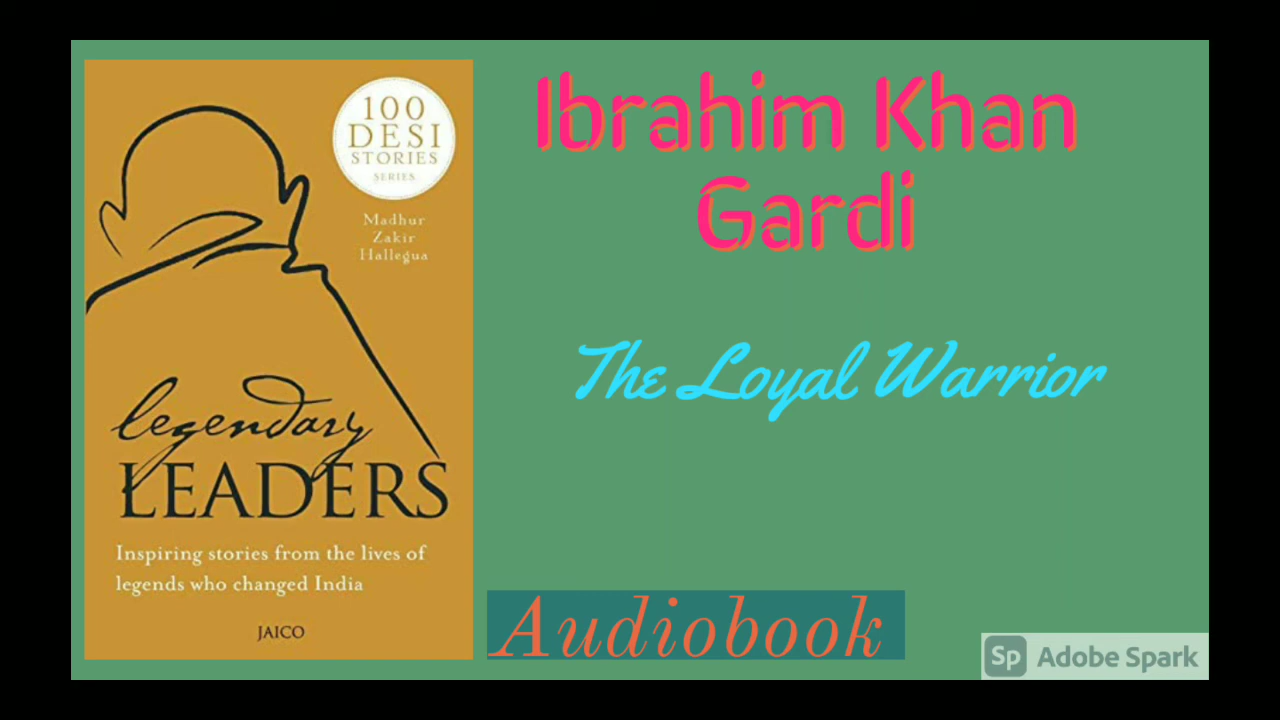 100
DESI
STORIES
SERIES
Madhur
Zakir
Hallegua
legendary
LEADERS
Inspiring stories from the lives of
legends who changed India
JAICO
Ibrahim Khan
Gardi
The Loyal Warrior
Audiobook
Sp Adobe Spark